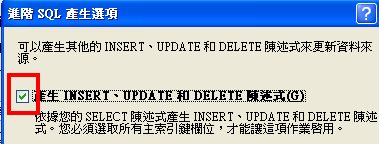 進階 SQL 產生選項
可以產生其他的 INSERT、UPDATE 和 DELETE 陳述式來更新資料來
源。
產生 INSERT、UPDATE 和 DELETE 陳述式(G)
依據您的 SELECT 陳述式產生 INSERT、UPDATE 和 DELETE 陳述
式。您必須選取所有主索引鍵欄位，才能讓這項作業啟用。